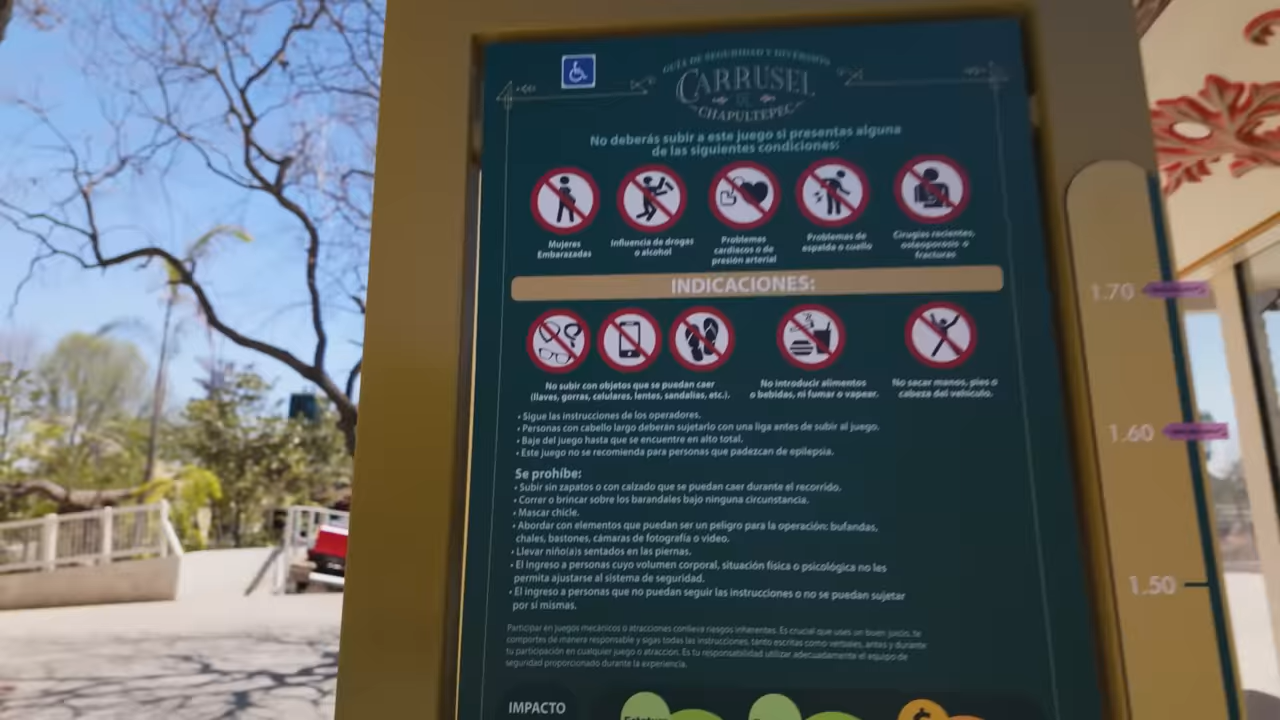 GUÍA DE SEGURIDAD Y DIVERSIÓN
CARRUSEL
DE
CHAPULTEPEC
No deberás subir a este juego si presentas alguna
de las siguientes condiciones:
Mujeres
Embarazadas
Influencia de drogas
o alcohol
Problemas
cardiacos o de
presión arterial
Problemas de
espalda o cuello
Cirugías recientes,
osteoporosis o
fracturas
INDICACIONES:
No subir con objetos que se puedan caer
(llaves, gorras, celulares, lentes, sandalias, etc.).
No introducir alimentos
o bebidas, ni fumar o vapear.
No sacar manos, pies o
cabeza del vehículo.
• Sigue las instrucciones de los operadores.
• Personas con cabello largo deberán sujetarlo con una liga antes de subir al juego.
• Baje del juego hasta que se encuentre en alto total.
• Este juego no se recomienda para personas que padezcan de epilepsia.
Se prohíbe:
• Subir sin zapatos o con calzado que se puedan caer durante el recorrido.
• Correr o brincar sobre los barandales bajo ninguna circunstancia.
• Mascar chicle.
• Abordar con elementos que puedan ser un peligro para la operación: bufandas,
chales, bastones, cámaras de fotografía o video.
• Llevar niño(a)s sentados en las piernas.
• El ingreso a personas cuyo volumen corporal, situación física o psicológica no les
permita ajustarse al sistema de seguridad.
• El ingreso a personas que no puedan seguir las instrucciones o no se puedan sujetar
por sí mismas.
Participar en juegos mecánicos o atracciones conlleva riesgos inherentes. Es crucial que uses un buen juicio, te
comportes de manera responsable y sigas todas las instrucciones, tanto escritas como verbales, antes y durante
tu participación en cualquier juego o atracción. Es tu responsabilidad utilizar adecuadamente el equipo de
seguridad proporcionado durante la experiencia.
IMPACTO
Estatura
$
1.70
1.60
1.50